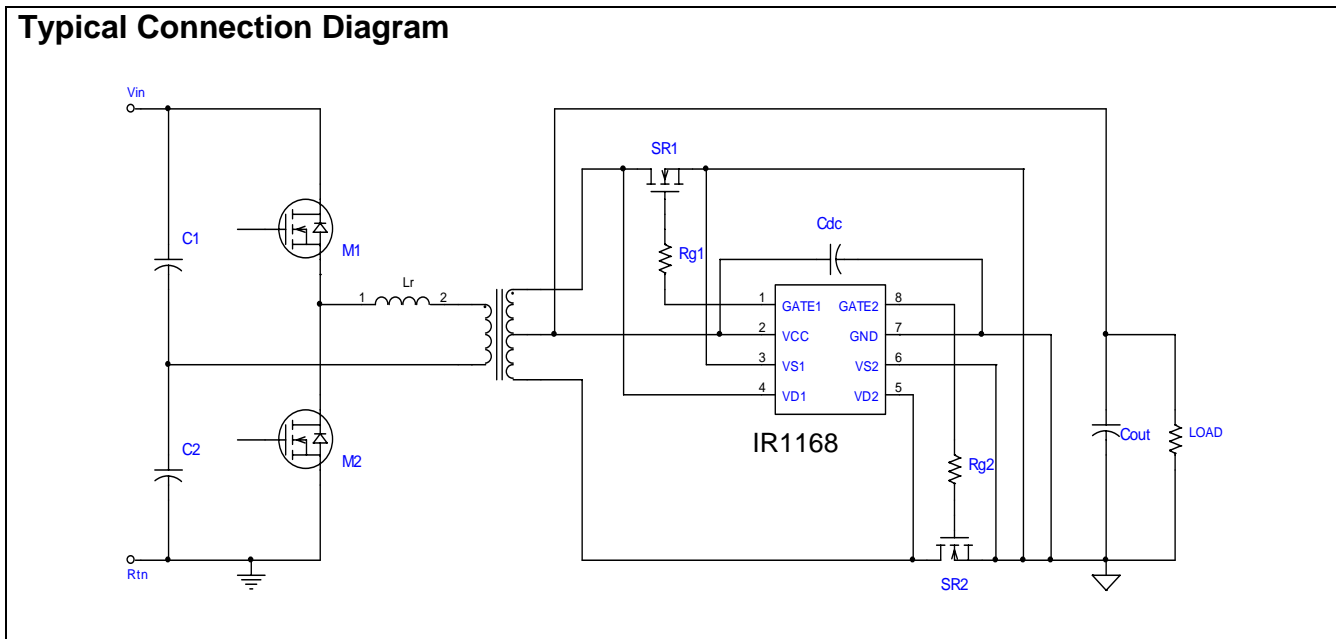 Typical Connection Diagram
Vin
SR1
Cdc
C1
M1
Rg1
Lr
1 2
1 GATE1 GATE2 8
2 VCC GND 7
3 VS1 VS2 6
4 VD1 VD2 5
IR1168
C2
M2
Rg2
Cout
LOAD
Rtn
SR2